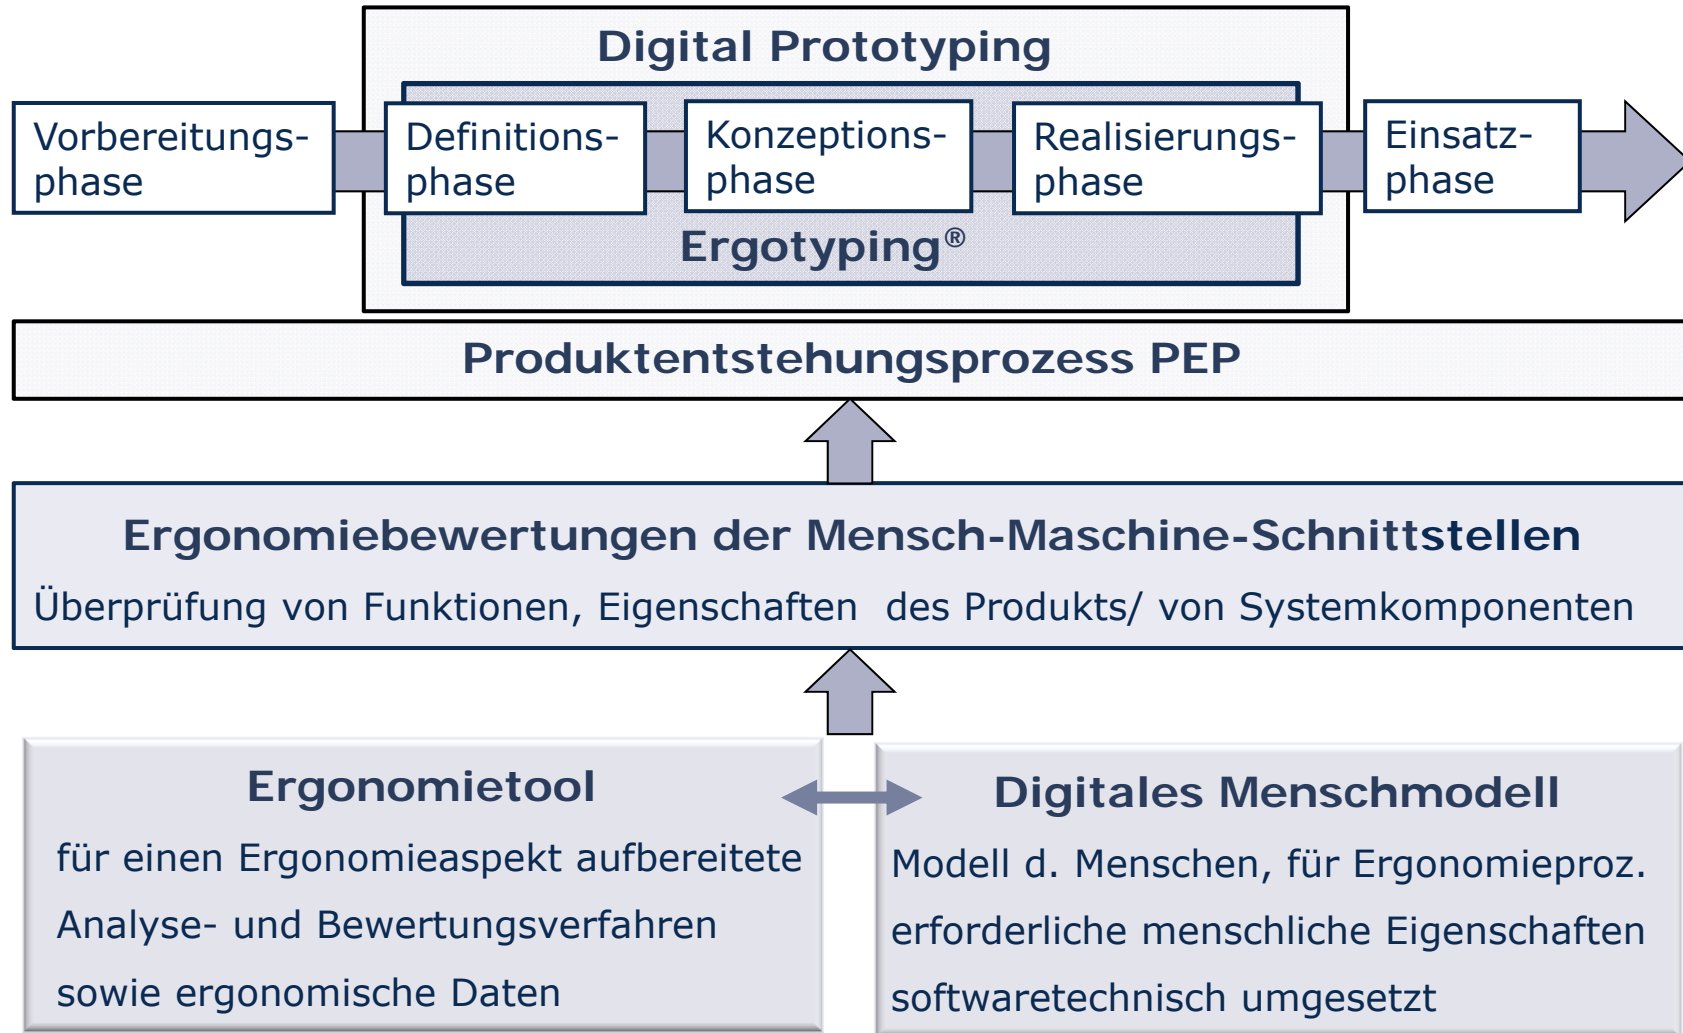 Digital Prototyping
Vorbereitungs-
phase
Definitions-
phase
Konzeptions-
phase
Realisierungs-
phase
Einsatz-
phase
Ergotyping®
Produktentstehungsprozess PEP
Ergonomiebewertungen der Mensch-Maschine-Schnittstellen
Überprüfung von Funktionen, Eigenschaften des Produkts/ von Systemkomponenten
Ergonomietool
für einen Ergonomieaspekt aufbereitete
Analyse- und Bewertungsverfahren
sowie ergonomische Daten
Digitales Menschmodell
Modell d. Menschen, für Ergonomieproz.
erforderliche menschliche Eigenschaften
softwaretechnisch umgesetzt